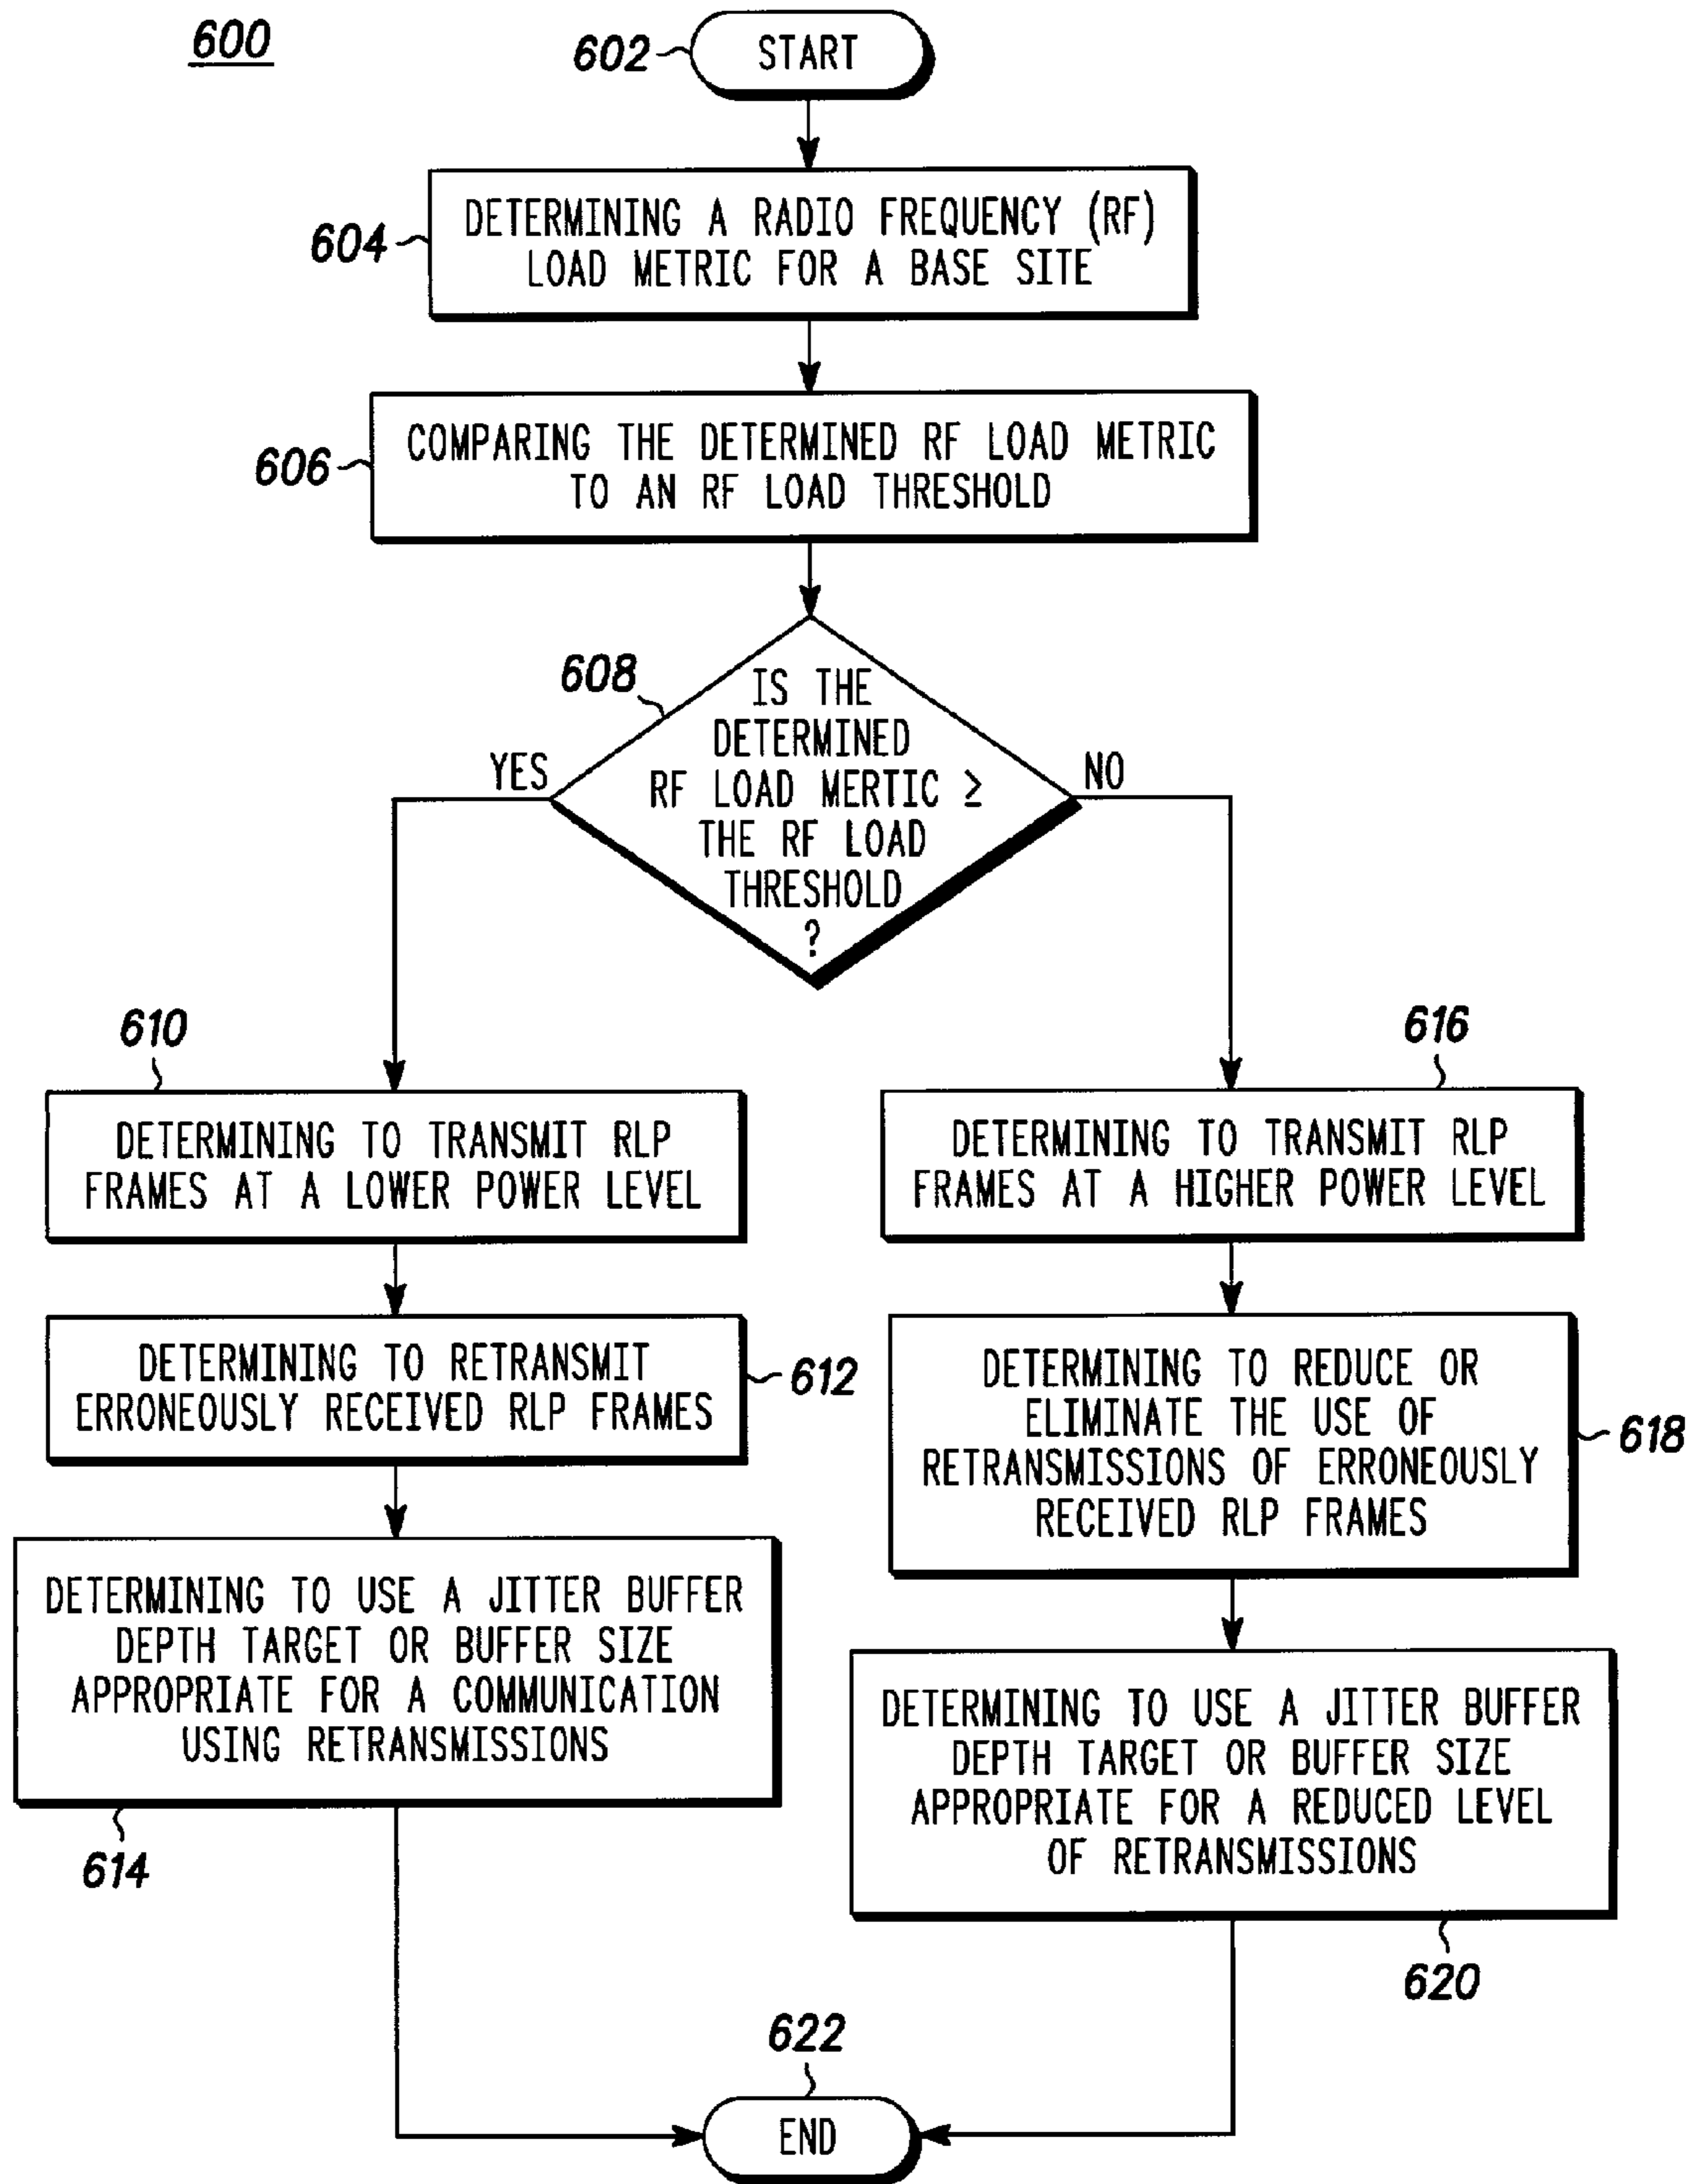 600
602
START
604
DETERMINING A RADIO FREQUENCY (RF)
LOAD METRIC FOR A BASE SITE
606
COMPARING THE DETERMINED RF LOAD METRIC
TO AN RF LOAD THRESHOLD
608
IS THE
DETERMINED
RF LOAD MERTIC ≥
THE RF LOAD
THRESHOLD
?
YES
NO
610
DETERMINING TO TRANSMIT RLP
FRAMES AT A LOWER POWER LEVEL
612
DETERMINING TO RETRANSMIT
ERRONEOUSLY RECEIVED RLP FRAMES
DETERMINING TO USE A JITTER BUFFER
DEPTH TARGET OR BUFFER SIZE
APPROPRIATE FOR A COMMUNICATION
USING RETRANSMISSIONS
614
616
DETERMINING TO TRANSMIT RLP
FRAMES AT A HIGHER POWER LEVEL
DETERMINING TO REDUCE OR
ELIMINATE THE USE OF
RETRANSMISSIONS OF ERRONEOUSLY
RECEIVED RLP FRAMES
618
DETERMINING TO USE A JITTER BUFFER
DEPTH TARGET OR BUFFER SIZE
APPROPRIATE FOR A REDUCED LEVEL
OF RETRANSMISSIONS
620
622
END